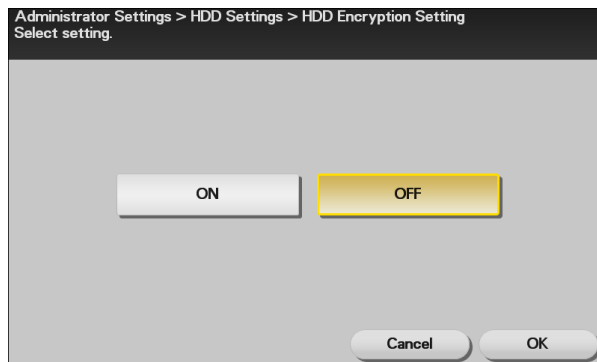 Administrator Settings > HDD Settings > HDD Encryption Setting
Select setting.
ON
OFF
Cancel
OK